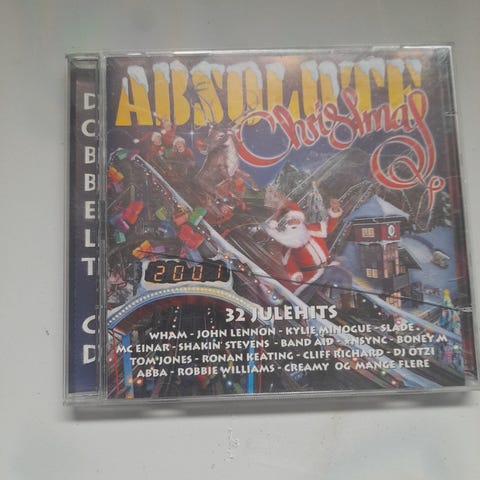 ABSOLUTE
Christmas
2001
32 JULEHITS
WHAM - JOHN LENNON - KYLIE MINOGUE - SLADE -
MC EINAR - SHAKIN' STEVENS - BAND AID - *NSYNC - BONEY M
TOM JONES - RONAN KEATING - CLIFF RICHARD - DJ ÖTZI
ABBA - ROBBIE WILLIAMS - CREAMY OG MANGE FLERE
DOBBELT CD